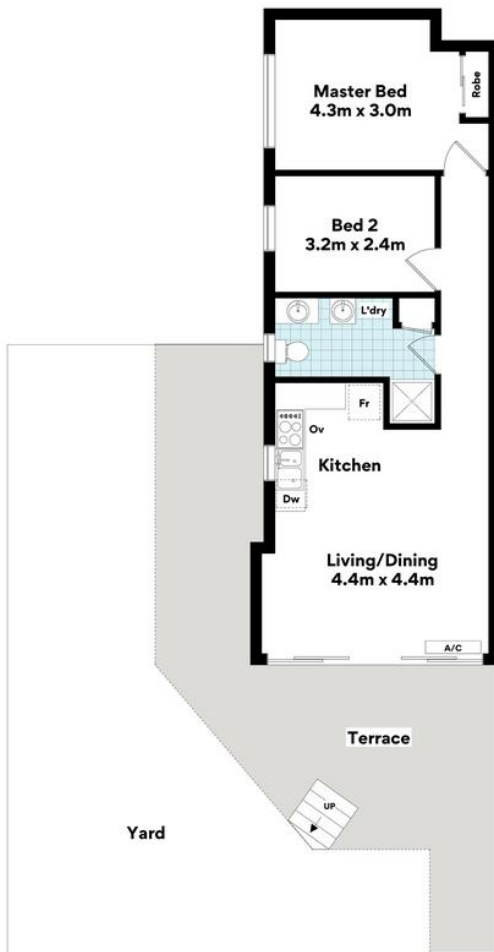 Master Bed
4.3m x 3.0m
Robe
Bed 2
3.2m x 2.4m
L'dry
Fr
Ov
Kitchen
Dw
Living/Dining
4.4m x 4.4m
A/C
Terrace
UP
Yard